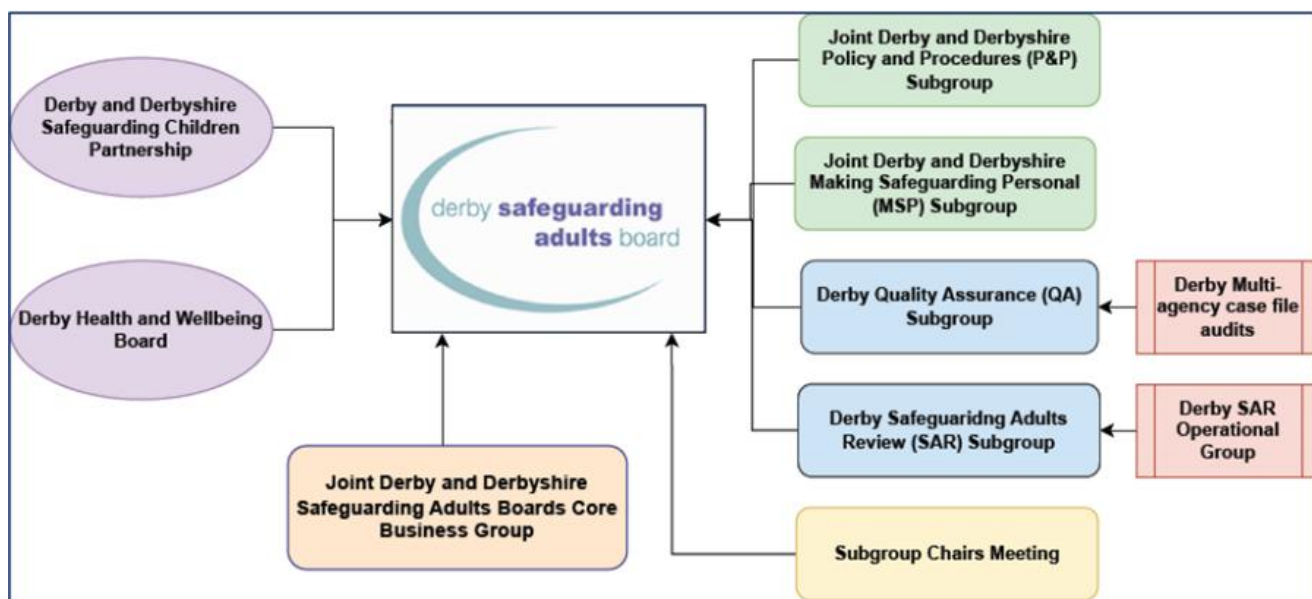 Derby and Derbyshire
Safeguarding Children
Partnership
Derby Health and Wellbeing
Board
derby safeguarding
adults board
Joint Derby and Derbyshire
Safeguarding Adults Boards Core
Business Group
Joint Derby and Derbyshire
Policy and Procedures (P&P)
Subgroup
Joint Derby and Derbyshire
Making Safeguarding Personal
(MSP) Subgroup
Derby Quality Assurance (QA)
Subgroup
Derby Multi-
agency case file
audits
Derby Safeguaridng Adults
Review (SAR) Subgroup
Derby SAR
Operational
Group
Subgroup Chairs Meeting